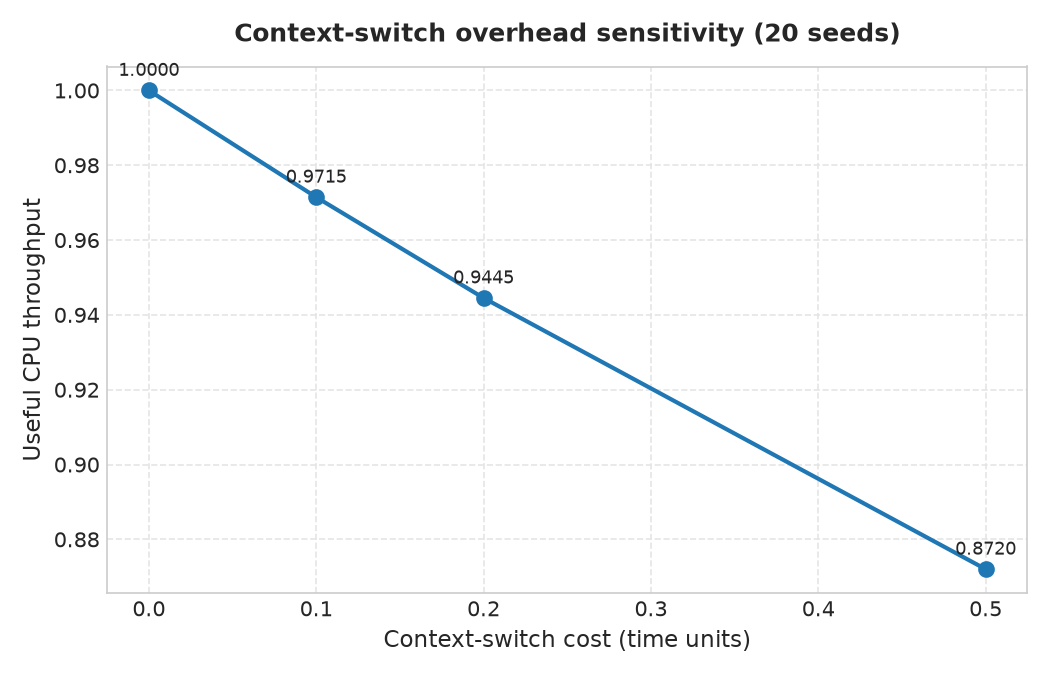 Context-switch overhead sensitivity (20 seeds)
1.0000
0.9715
0.9445
0.8720
Useful CPU throughput
1.00
0.98
0.96
0.94
0.92
0.90
0.88
0.0 0.1 0.2 0.3 0.4 0.5
Context-switch cost (time units)